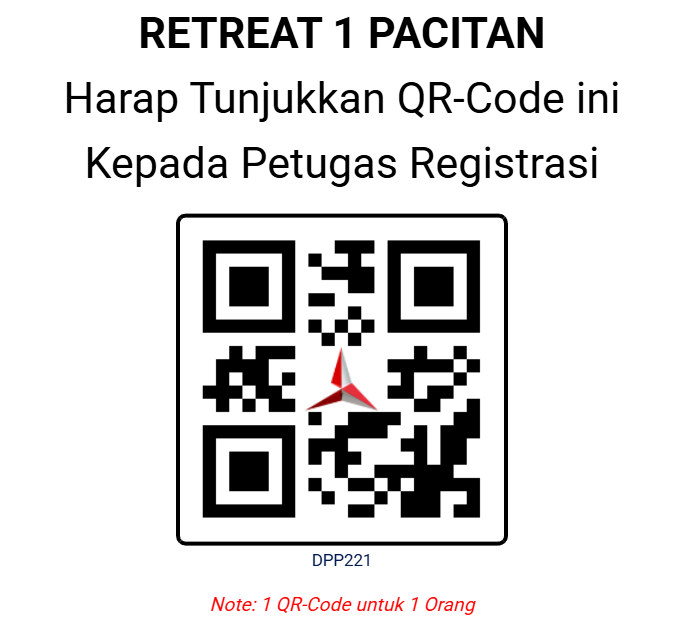 RETREAT 1 PACITAN
Harap Tunjukkan QR-Code ini
Kepada Petugas Registrasi
DPP221
Note: 1 QR-Code untuk 1 Orang